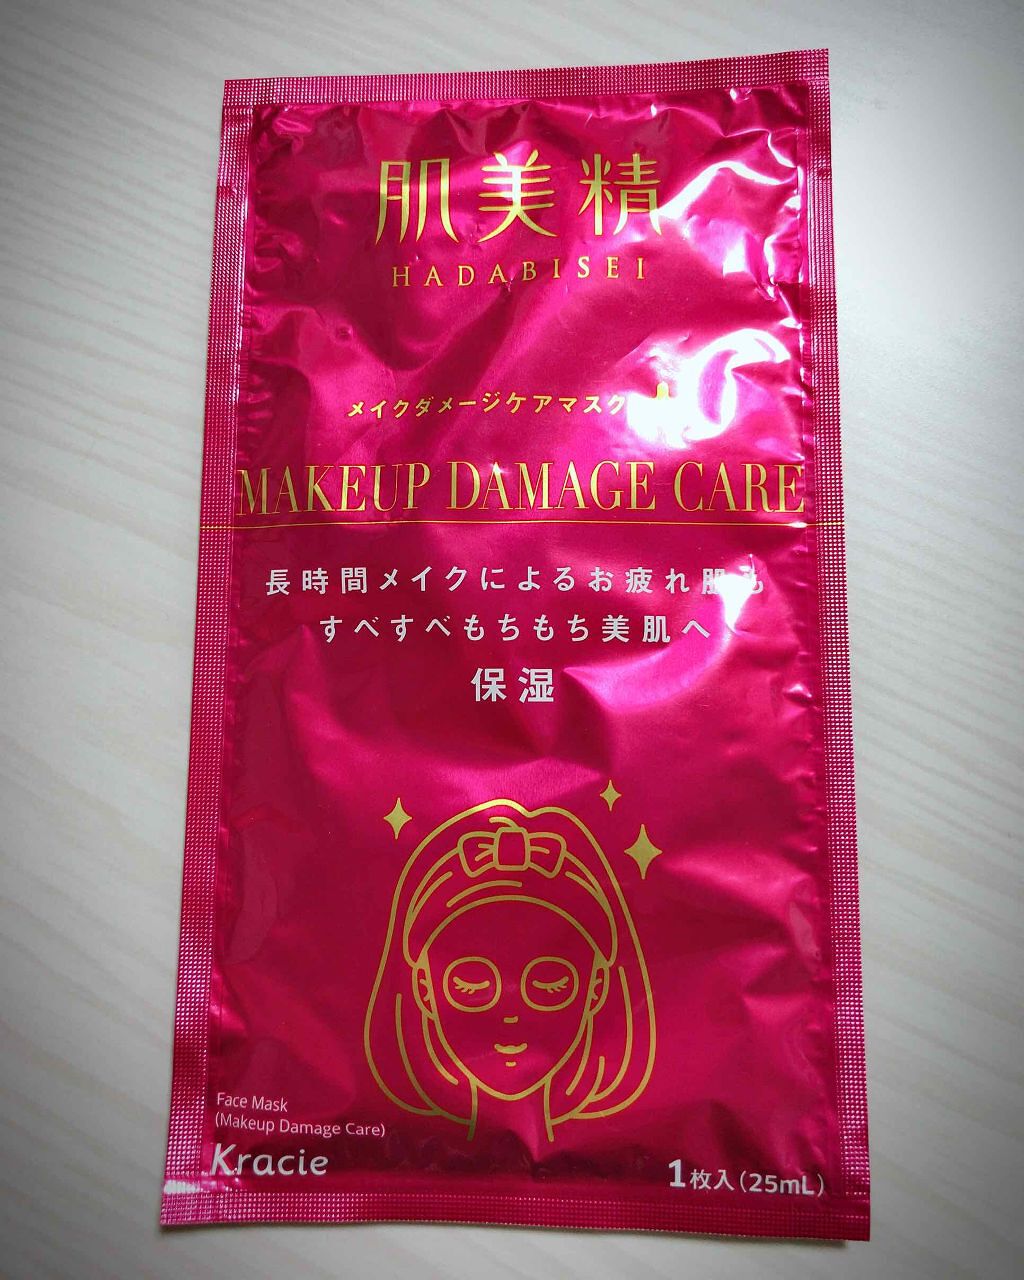 肌美精
HADABISEI
メイクダメージケアマスク
MAKEUP DAMAGE CARE
長時間メイクによるお疲れ肌も
すべすべもちもち美肌へ
保湿
Face Mask
(Makeup Damage Care)
Kracie
1枚入(25mL)